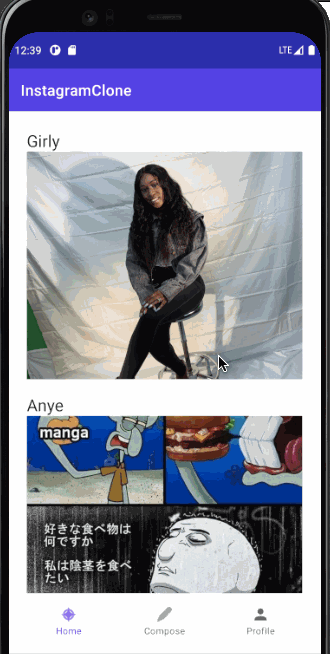 12:39
LTE
InstagramClone
Girly
Anye
manga
好きな食べ物は
何ですか
私は陰茎を食べ
たい
Home
Compose
Profile